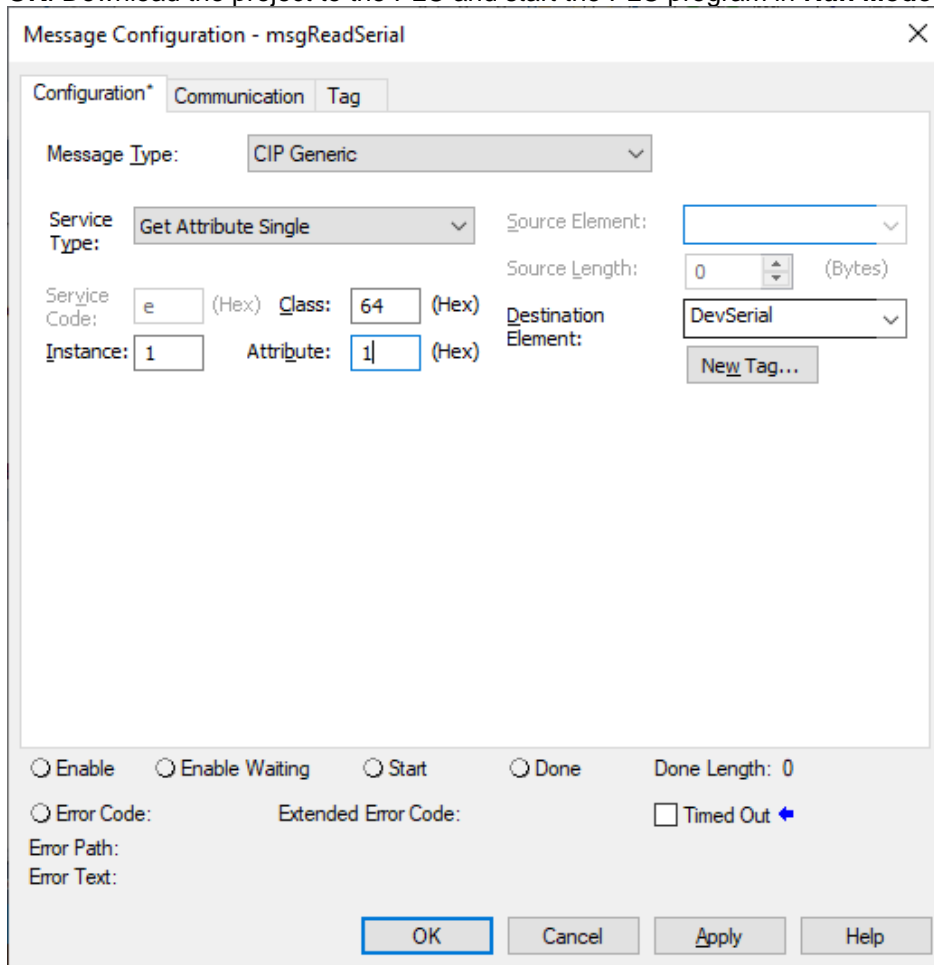 Message Configuration - msgReadSerial
Configuration* Communication Tag
Message Type: CIP Generic
Service Type: Get Attribute Single
Source Element:
Source Length: 0 (Bytes)
Service Code: e (Hex) Class: 64 (Hex)
Destination Element: DevSerial
Instance: 1 Attribute: 1 (Hex)
New Tag...
Enable Enable Waiting Start Done Done Length: 0
Error Code: Extended Error Code: Timed Out
Error Path:
Error Text:
OK Cancel Apply Help